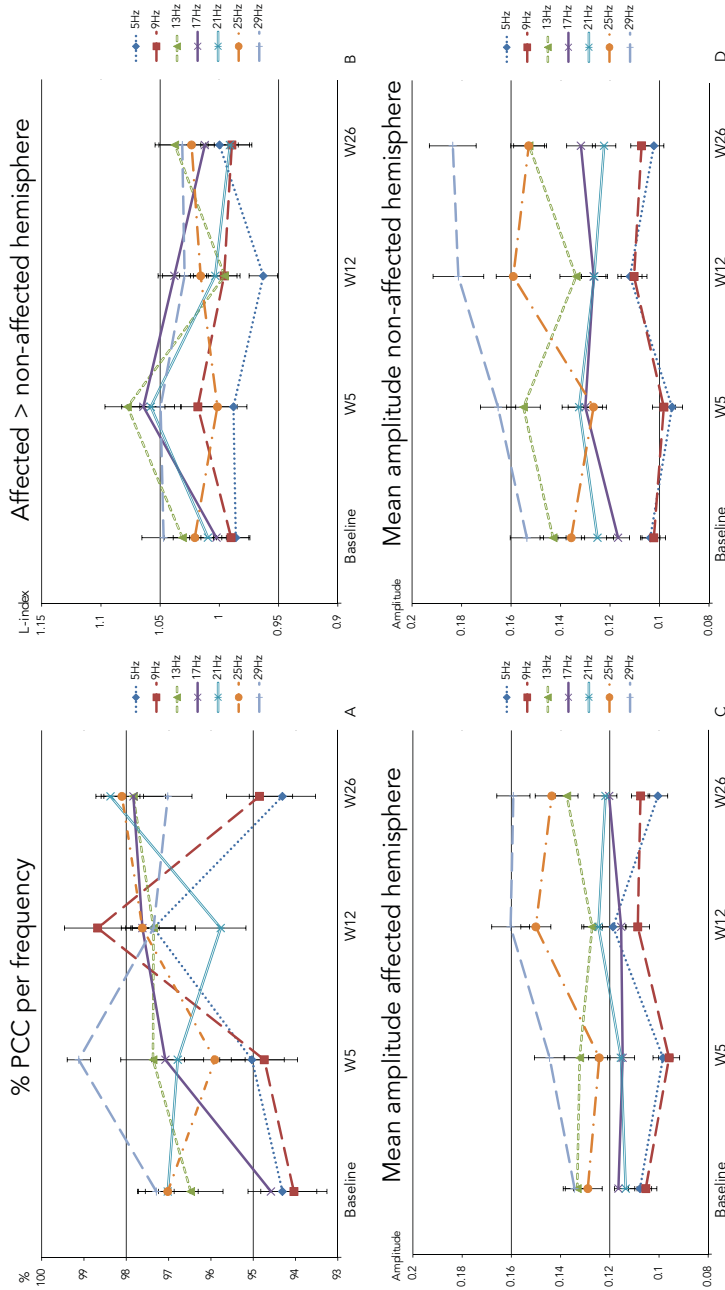 % PCC per frequency
%
100
99
98
97
96
95
94
93
Baseline
W5
W12
W26
5Hz
9Hz
13Hz
17Hz
21Hz
25Hz
29Hz
A
Affected > non-affected hemisphere
L-index
1.15
1.1
1.05
1
0.95
0.9
Baseline
W5
W12
W26
5Hz
9Hz
13Hz
17Hz
21Hz
25Hz
29Hz
B
Mean amplitude affected hemisphere
Amplitude
0.2
0.16
0.14
0.12
0.1
0.08
Baseline
W5
W12
W26
5Hz
9Hz
13Hz
17Hz
21Hz
25Hz
29Hz
C
Mean amplitude non-affected hemisphere
Amplitude
0.2
0.16
0.14
0.12
0.1
0.08
Baseline
W5
W12
W26
5Hz
9Hz
13Hz
17Hz
21Hz
25Hz
29Hz
D